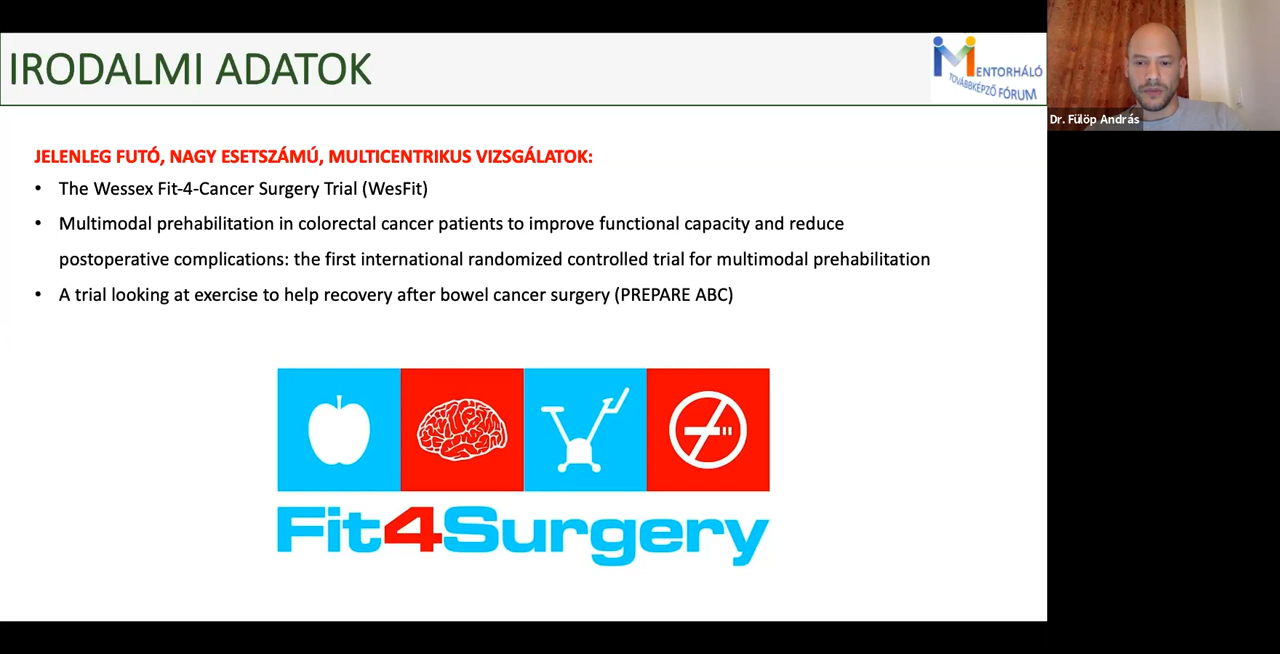 IRODALMI ADATOK
MENTORHÁLÓ
TOVÁBBKÉPZŐ FÓRUM
Dr. Fülöp András
JELENLEG FUTÓ, NAGY ESETSZÁMÚ, MULTICENTRIKUS VIZSGÁLATOK:
• The Wessex Fit-4-Cancer Surgery Trial (WesFit)
• Multimodal prehabilitation in colorectal cancer patients to improve functional capacity and reduce
postoperative complications: the first international randomized controlled trial for multimodal prehabilitation
• A trial looking at exercise to help recovery after bowel cancer surgery (PREPARE ABC)
Fit4Surgery